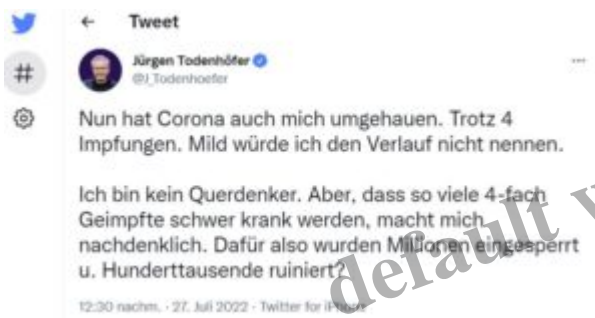 ← Tweet
Jürgen Todenhöfer
@J_Todenhoefer
Nun hat Corona auch mich umgehauen. Trotz 4
Impfungen. Mild würde ich den Verlauf nicht nennen.
Ich bin kein Querdenker. Aber, dass so viele 4-fach
Geimpfte schwer krank werden, macht mich
nachdenklich. Dafür also wurden Millionen eingesperrt
u. Hunderttausende ruiniert?
12:30 nachm. · 27. Juli 2022 · Twitter for iPhone
default